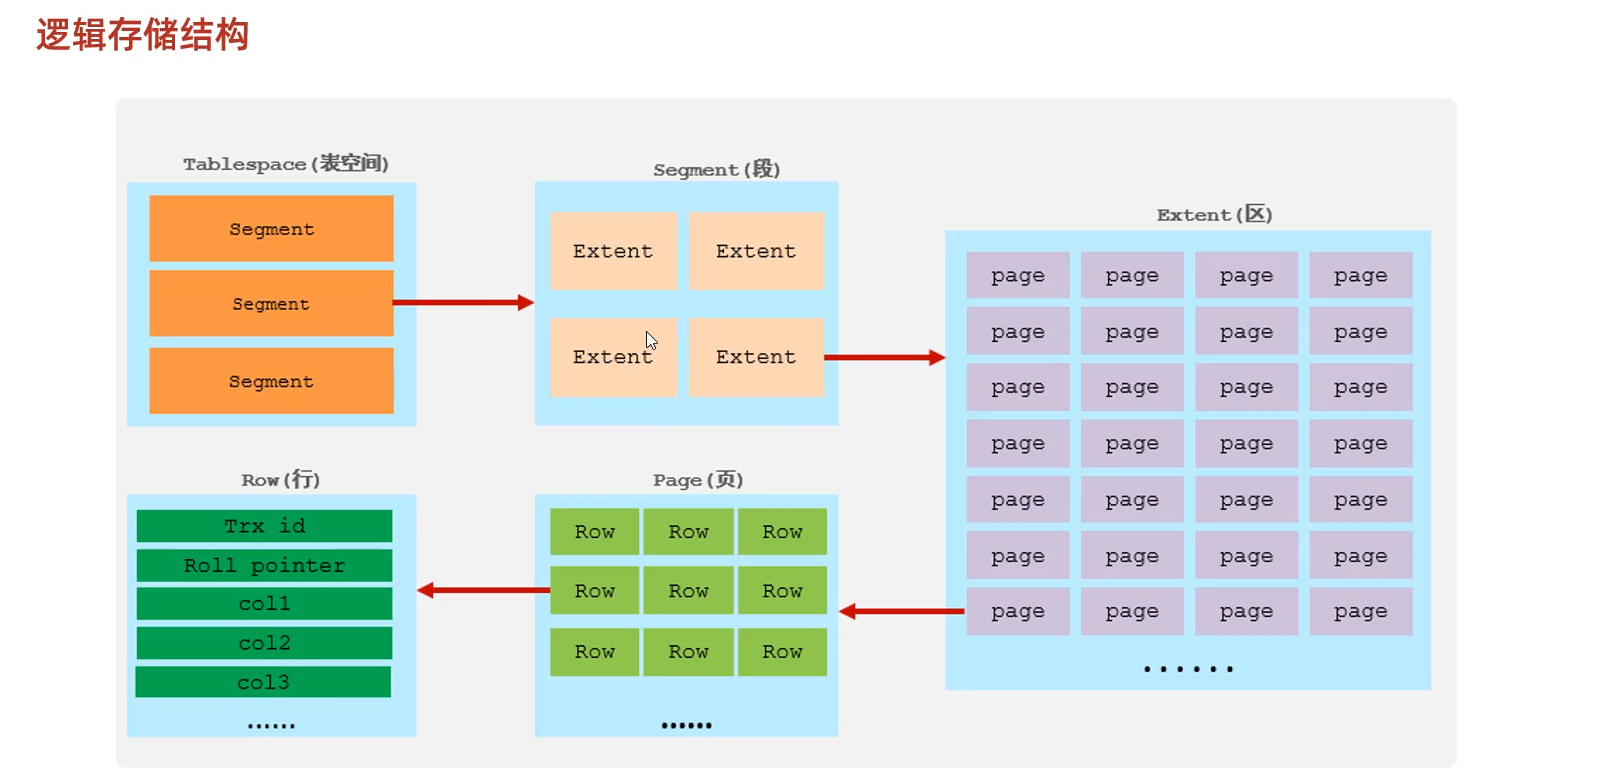 逻辑存储结构
Tablespace(表空间)
Segment
Segment
Segment
Segment(段)
Extent Extent
Extent Extent
Extent(区)
page page page page
page page page page
page page page page
page page page page
page page page page
page page page page
page page page page
......
Page(页)
Row Row Row
Row Row Row
Row Row Row
......
Row(行)
Trx id
Roll pointer
col1
col2
col3
......